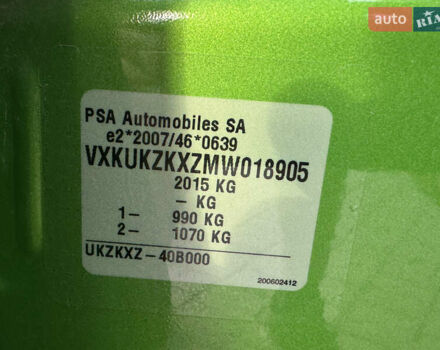 auto RIA
PSA Automobiles SA
e2*2007/46*0639
VXKUKZKXZMW018905
2015 KG
- KG
1- 990 KG
2- 1070 KG
UKZKXZ-40B000
200602412